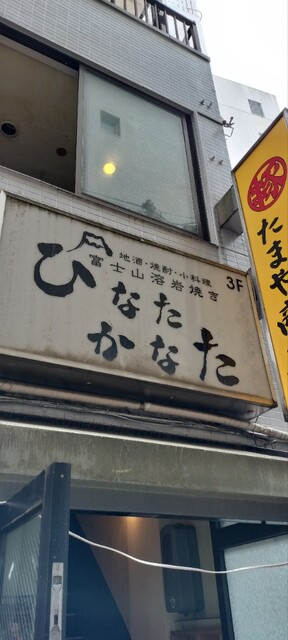 地酒・焼酎・小料理
富士山溶岩焼き
3F
ひなた
かなた
たまや